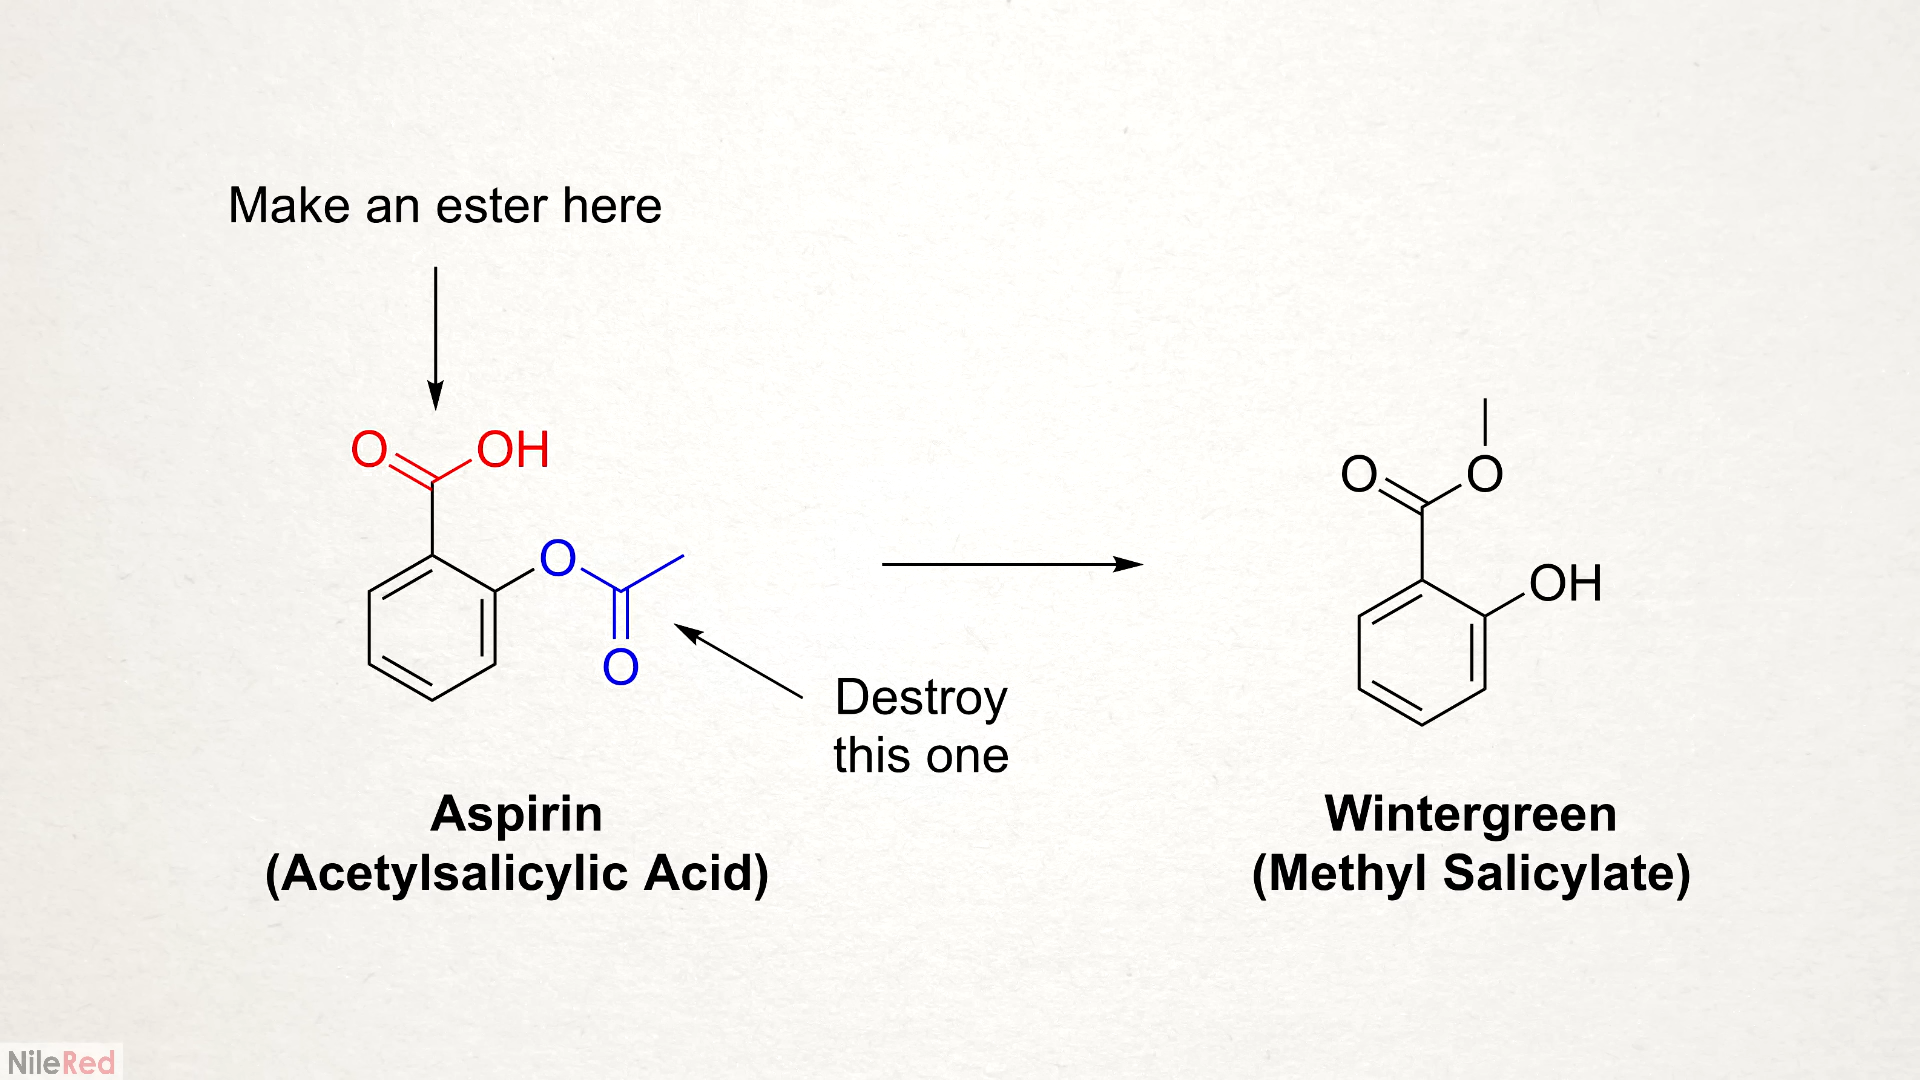 Make an ester here
O
OH
O
O
Destroy
this one
Aspirin
(Acetylsalicylic Acid)
O
O
OH
Wintergreen
(Methyl Salicylate)
NileRed